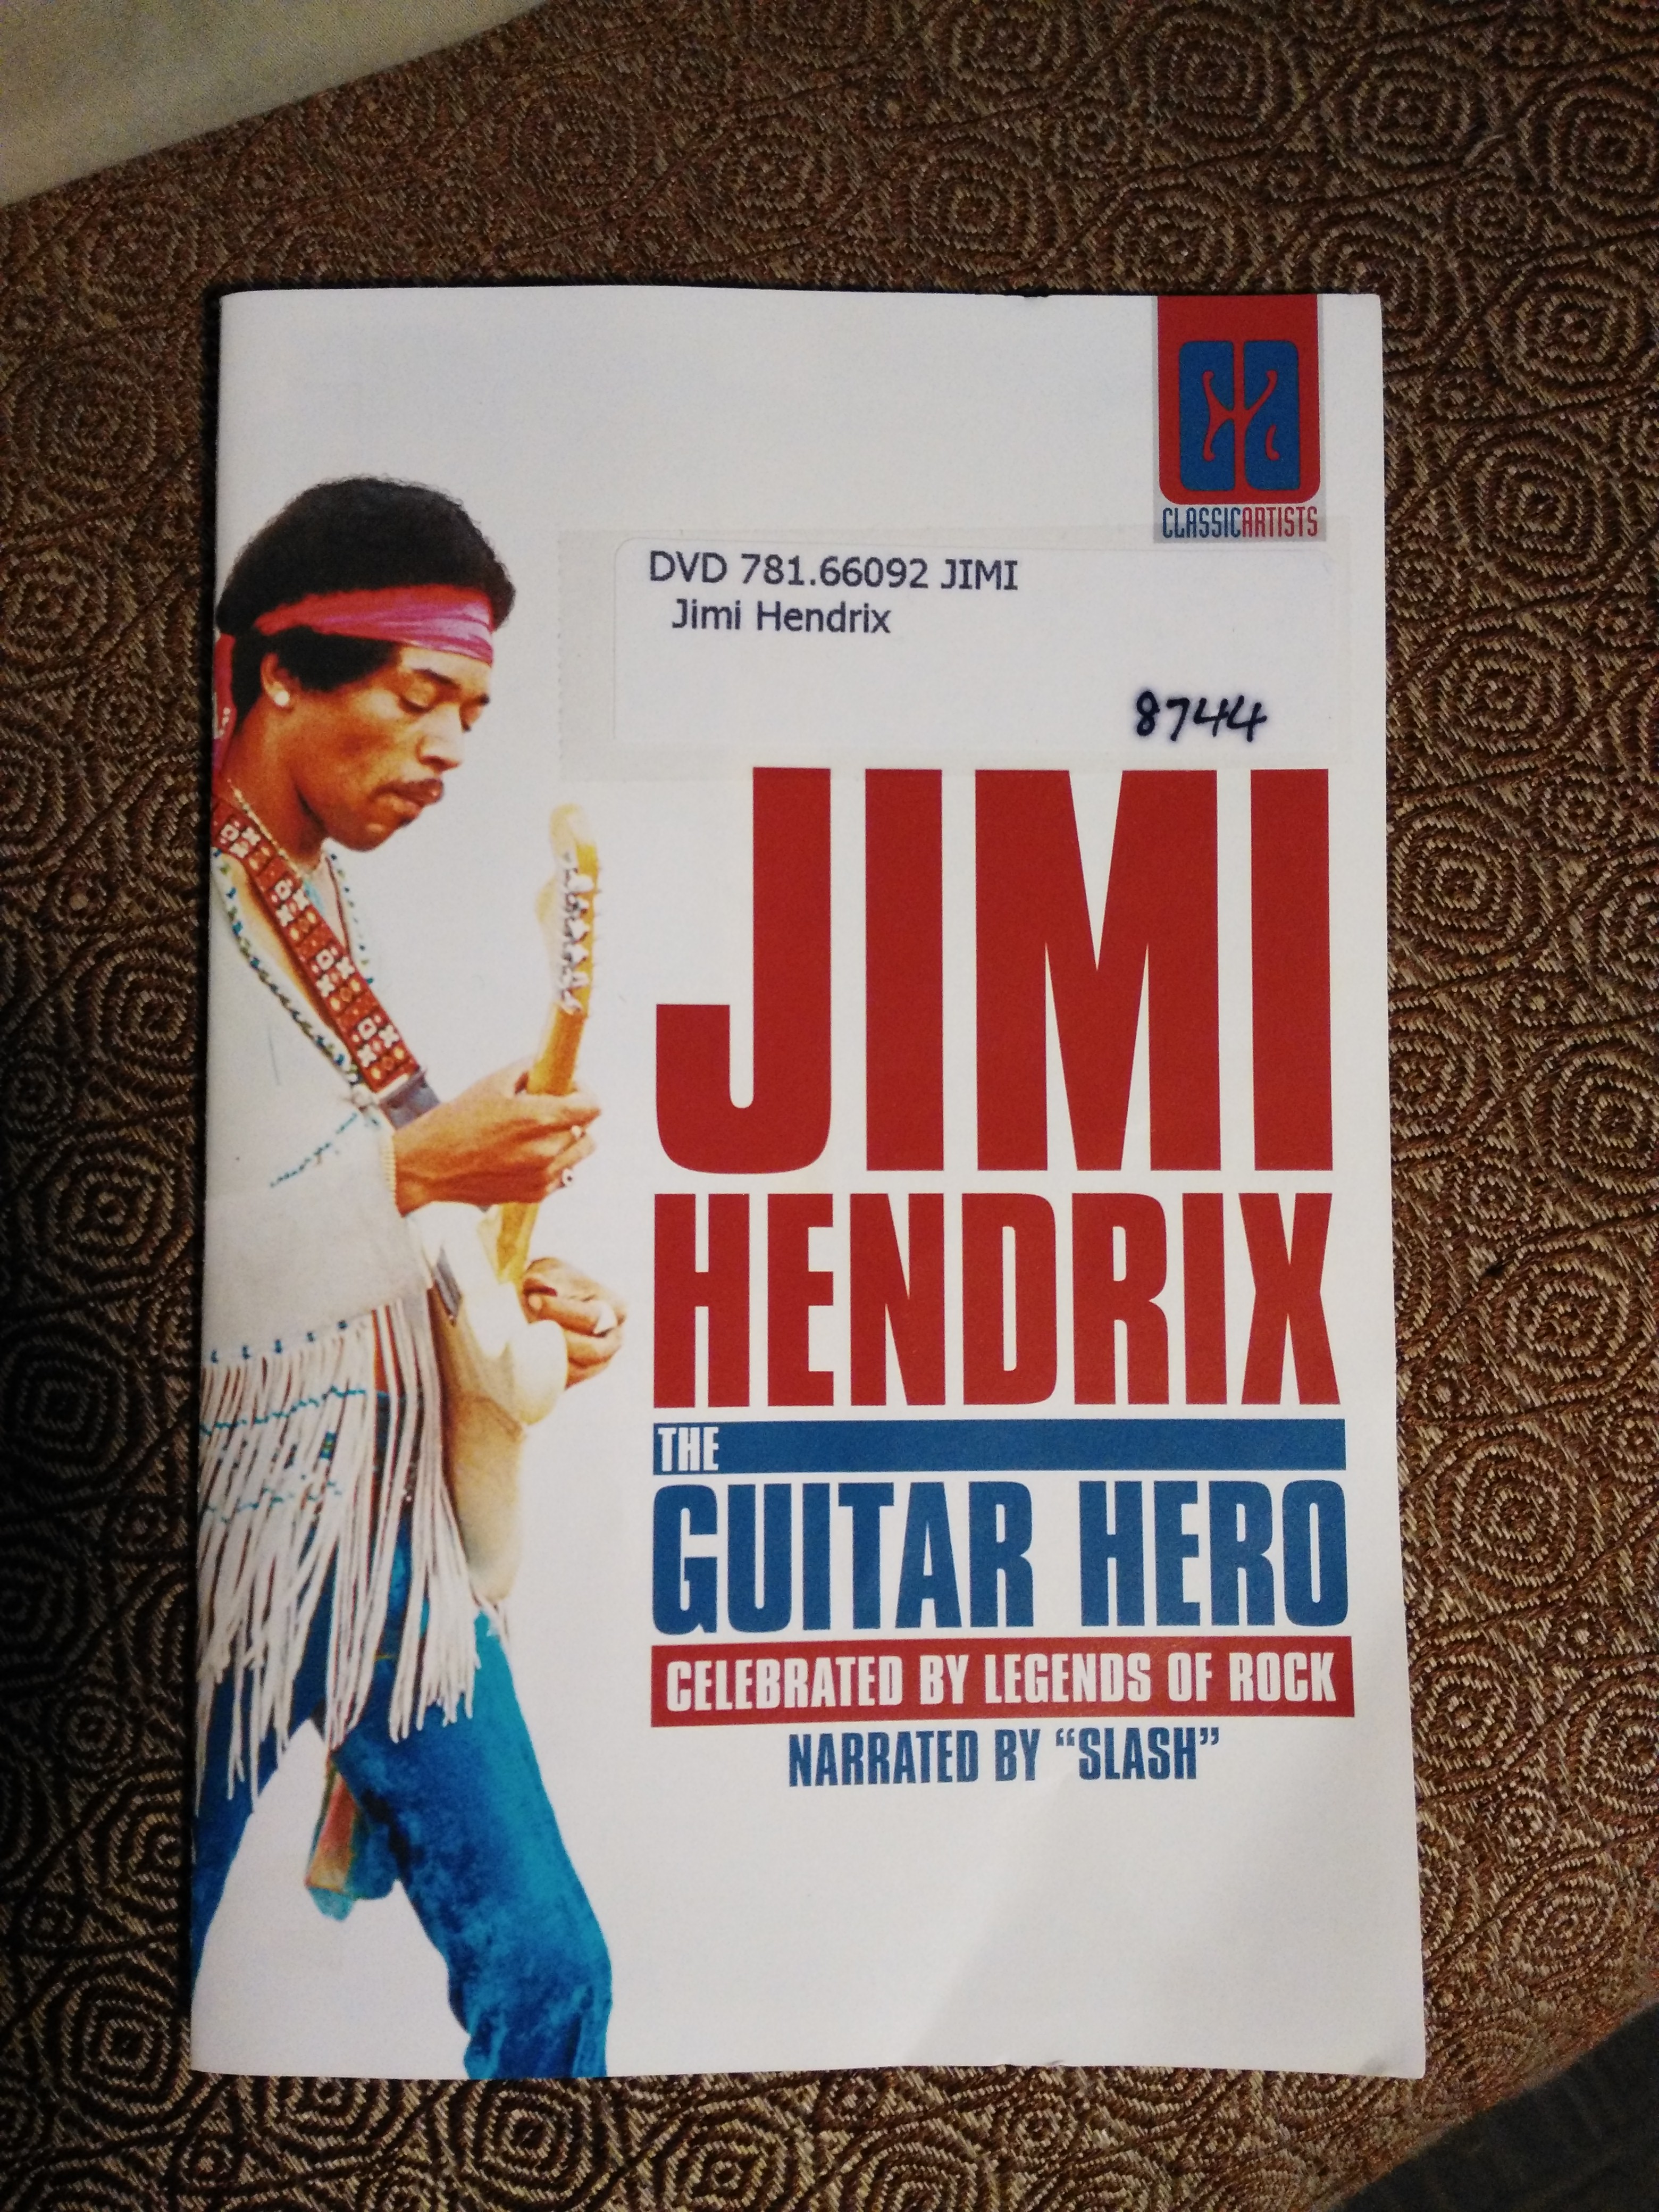 CLASSICARTISTS
DVD 781.66092 JIMI
Jimi Hendrix
8744
JIMI
HENDRIX
THE
GUITAR HERO
CELEBRATED BY LEGENDS OF ROCK
NARRATED BY “SLASH”